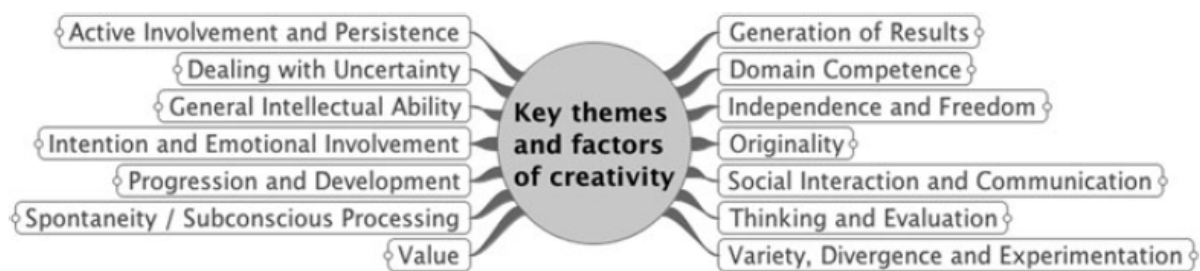 Active Involvement and Persistence
Dealing with Uncertainty
General Intellectual Ability
Intention and Emotional Involvement
Progression and Development
Spontaneity / Subconscious Processing
Value
Key themes
and factors
of creativity
Generation of Results
Domain Competence
Independence and Freedom
Originality
Social Interaction and Communication
Thinking and Evaluation
Variety, Divergence and Experimentation